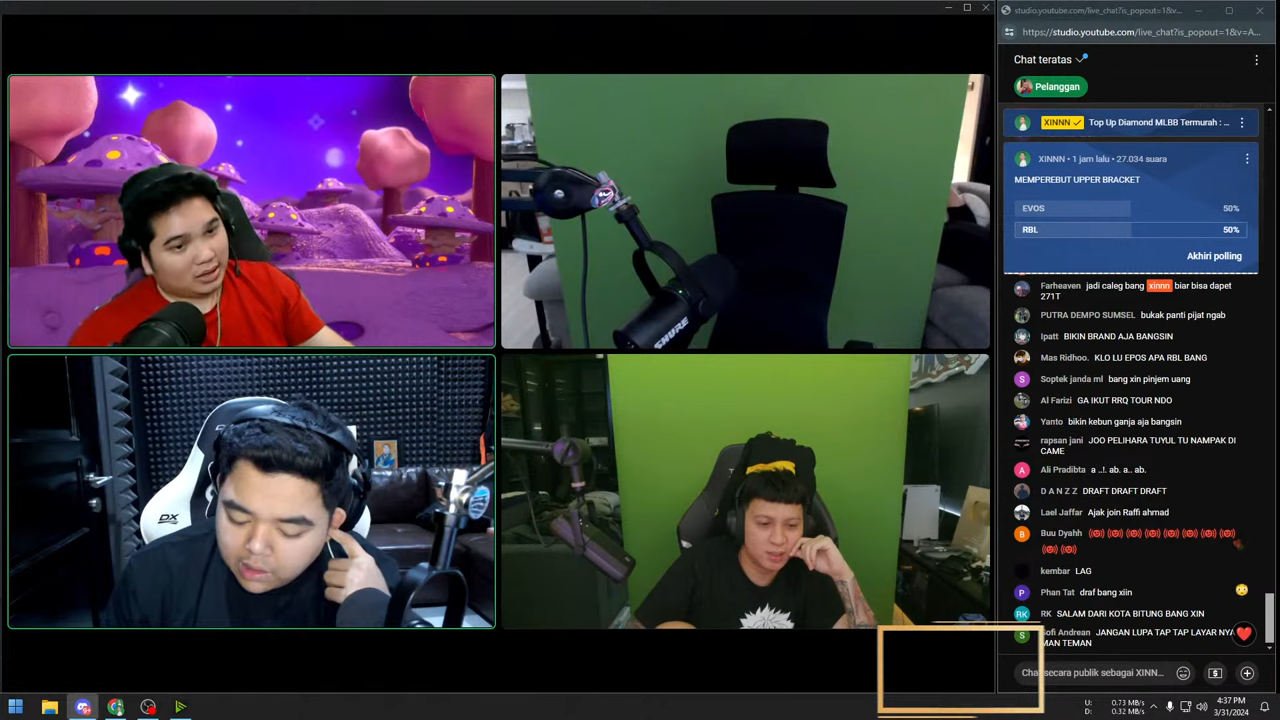 studio.youtube.com/live_chat?is_popout=1&v...
https://studio.youtube.com/live_chat?is_popout=1&v=A...
Chat teratas
Pelanggan
XINNN Top Up Diamond MLBB Termurah : ...
XINNN • 1 jam lalu • 27.034 suara
MEMPEREBUT UPPER BRACKET
EVOS 50%
RBL 50%
Akhiri polling
Farheaven jadi caleg bang xinnn biar bisa dapet
271T
PUTRA DEMPO SUMSEL bukak panti pijat ngab
Ipatt BIKIN BRAND AJA BANGSIN
Mas Ridhoo. KLO LU EPOS APA RBL BANG
Soptek janda ml bang xin pinjem uang
Al Farizi GA IKUT RRQ TOUR NDO
Yanto bikin kebun ganja aja bangsin
rapsan jani JOO PELIHARA TUYUL TU NAMPAK DI
CAME
Ali Pradibta a ..!. ab. a.. ab.
D A N Z Z DRAFT DRAFT DRAFT
Lael Jaffar Ajak join Raffi ahmad
Buu Dyahh
kembar LAG
Phan Tat draf bang xiin
RK SALAM DARI KOTA BITUNG BANG XIN
Sofi Andrean JANGAN LUPA TAP TAP LAYAR NYA
MAN TEMAN
Chat secara publik sebagai XINN...
SHURE
DX
U: 0.73 MB/s
D: 0.32 MB/s
4:37 PM
3/31/2024